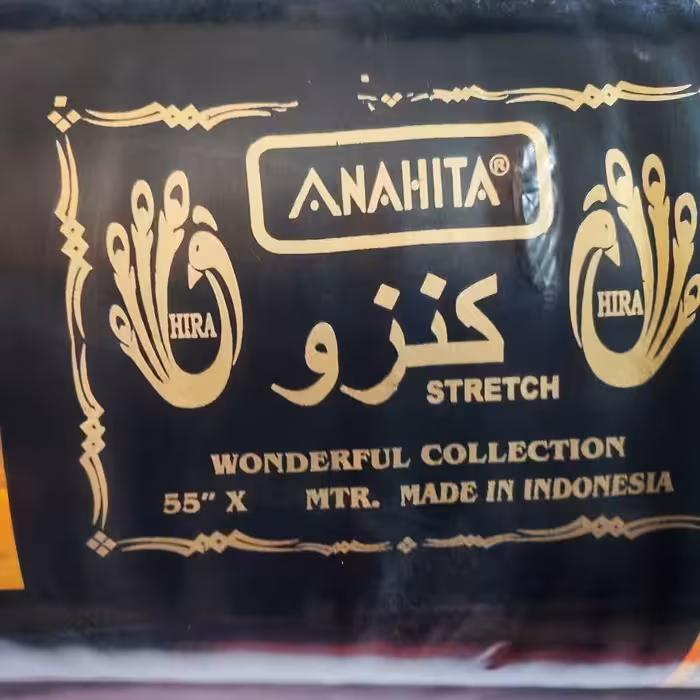 ANAHITA®
HIRA
HIRA
كنزو
STRETCH
WONDERFUL COLLECTION
55" X MTR. MADE IN INDONESIA